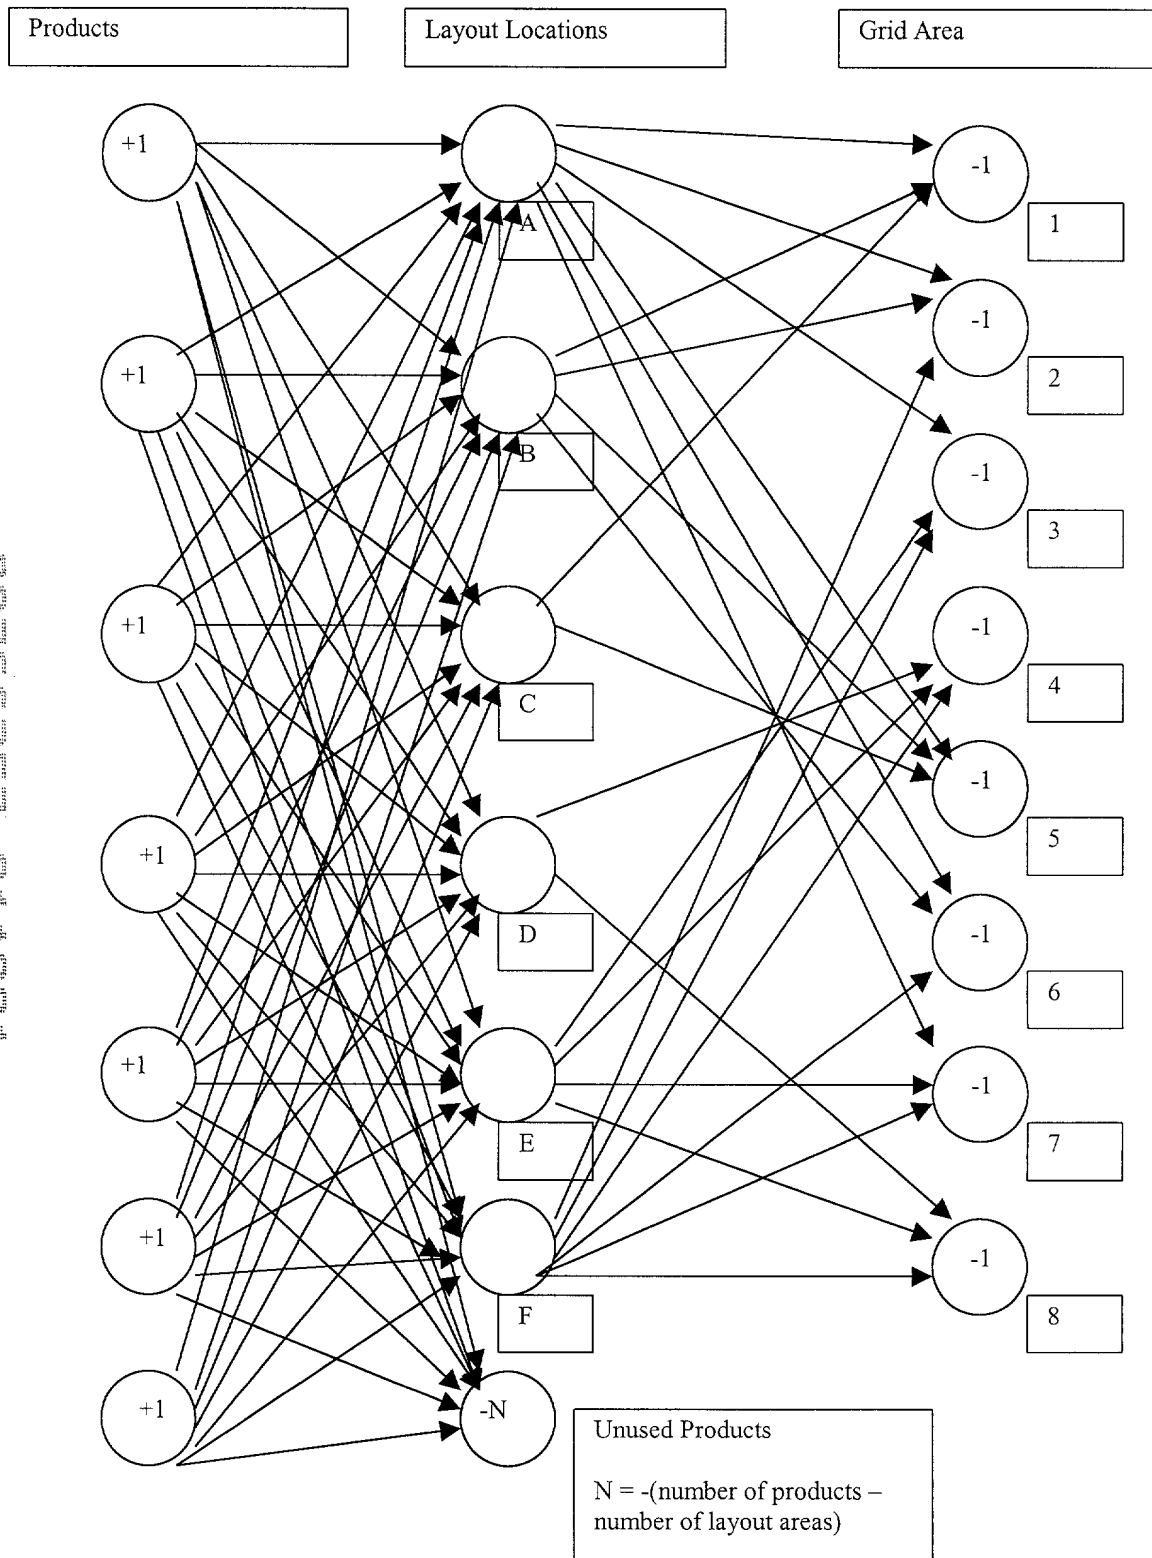 Products
Layout Locations
Grid Area
+1
-1
A
1
-1
+1
2
B
-1
3
+1
-1
C
4
-1
+1
5
D
-1
6
+1
-1
E
7
+1
-1
F
8
+1
-N
Unused Products
N = -(number of products –
number of layout areas)